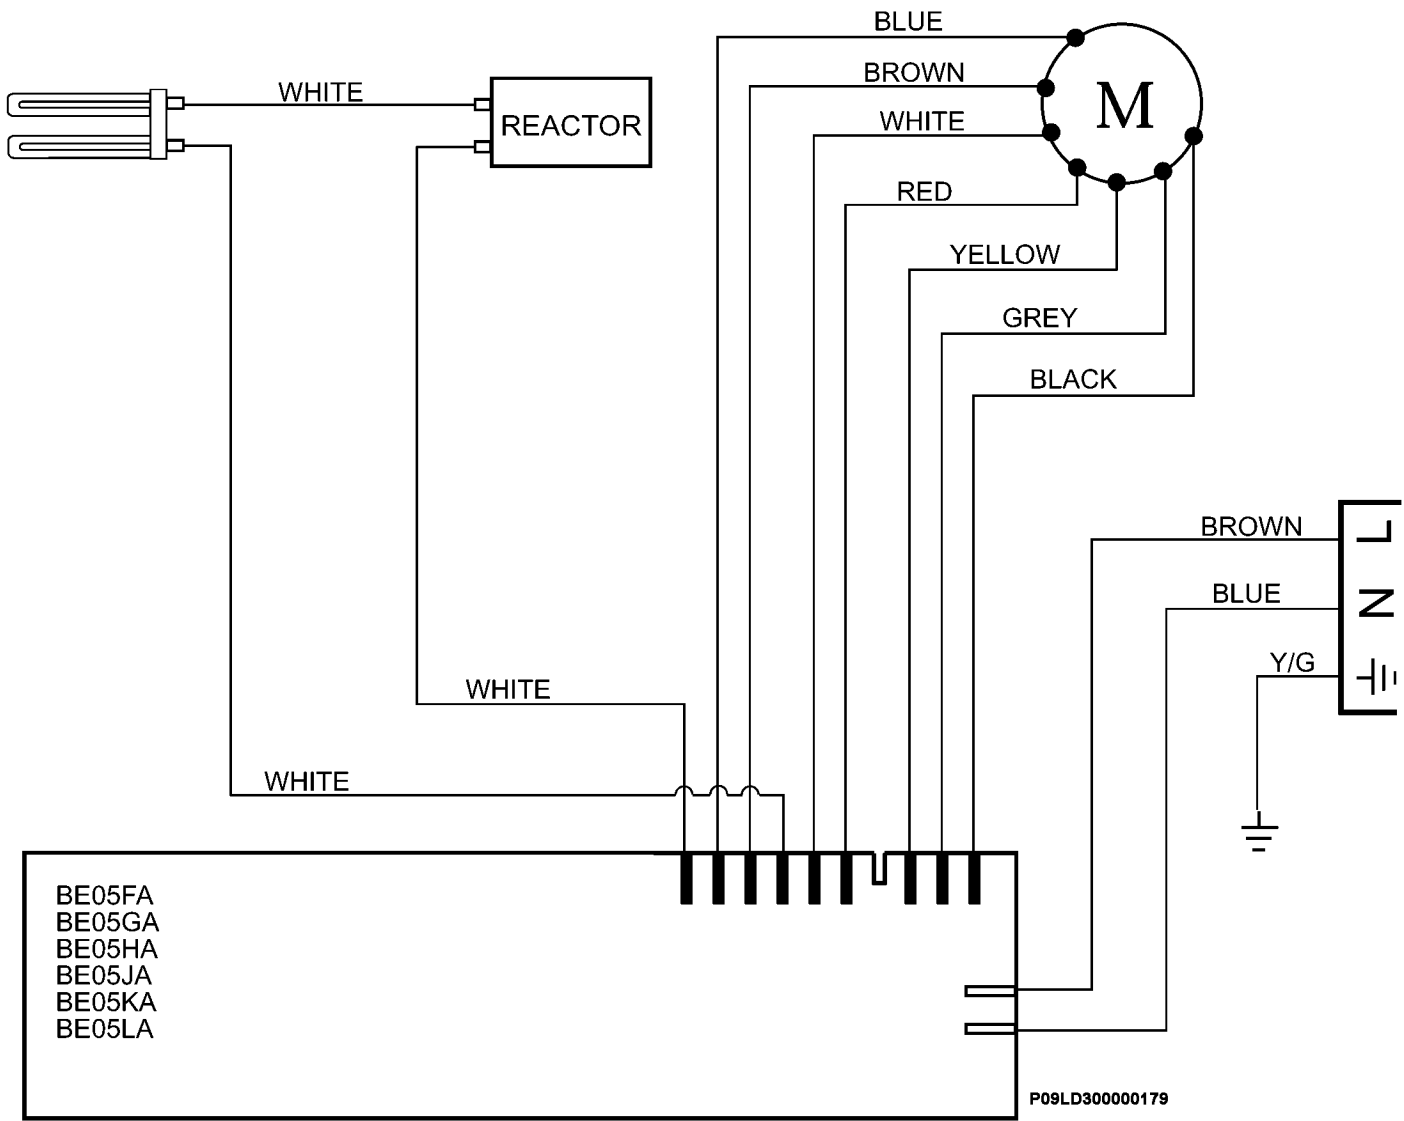 BLUE
BROWN
WHITE
WHITE
M
REACTOR
RED
YELLOW
GREY
BLACK
BROWN
L
BLUE
N
Y/G
WHITE
WHITE
BE05FA
BE05GA
BE05HA
BE05JA
BE05KA
BE05LA
P09LD300000179